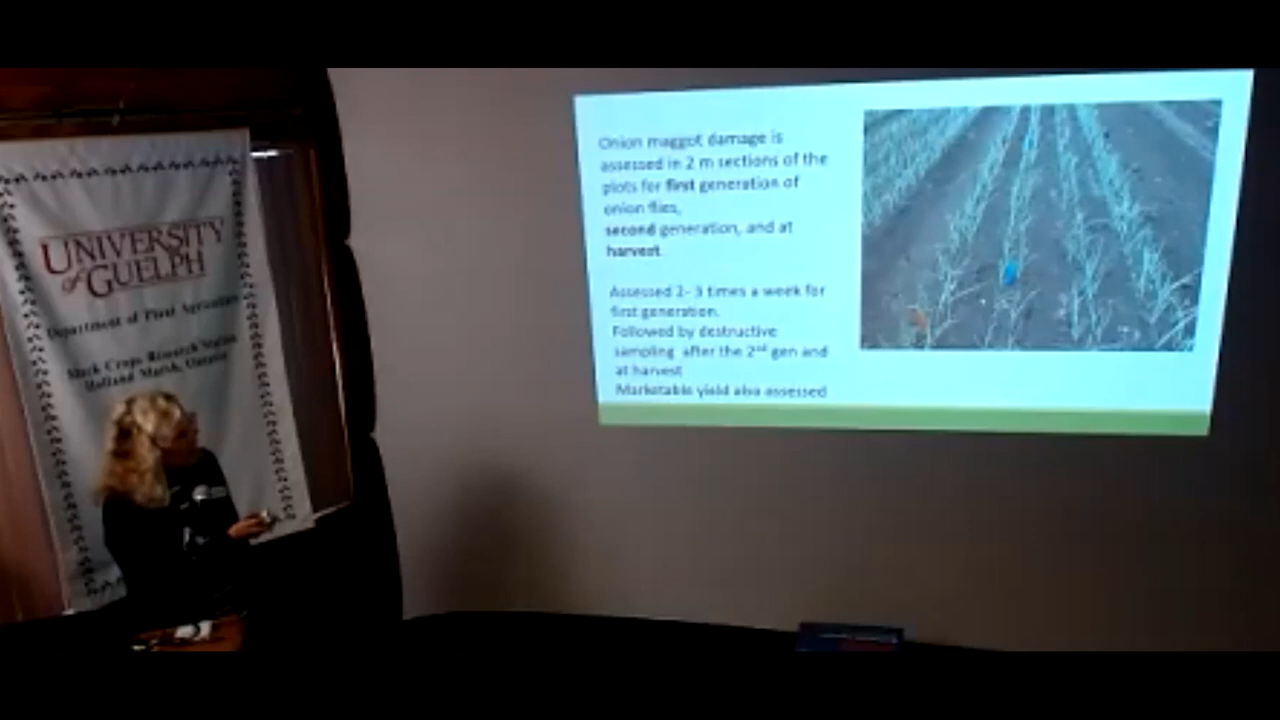 UNIVERSITY
of GUELPH
Department of Plant Agriculture
Muck Crops Research Station
Holland Marsh, Ontario
Onion maggot damage is
assessed in 2 m sections of the
plots for first generation of
onion flies,
second generation, and at
harvest
Assessed 2- 3 times a week for
first generation.
Followed by destructive
sampling after the 2nd gen and
at harvest
Marketable yield also assessed